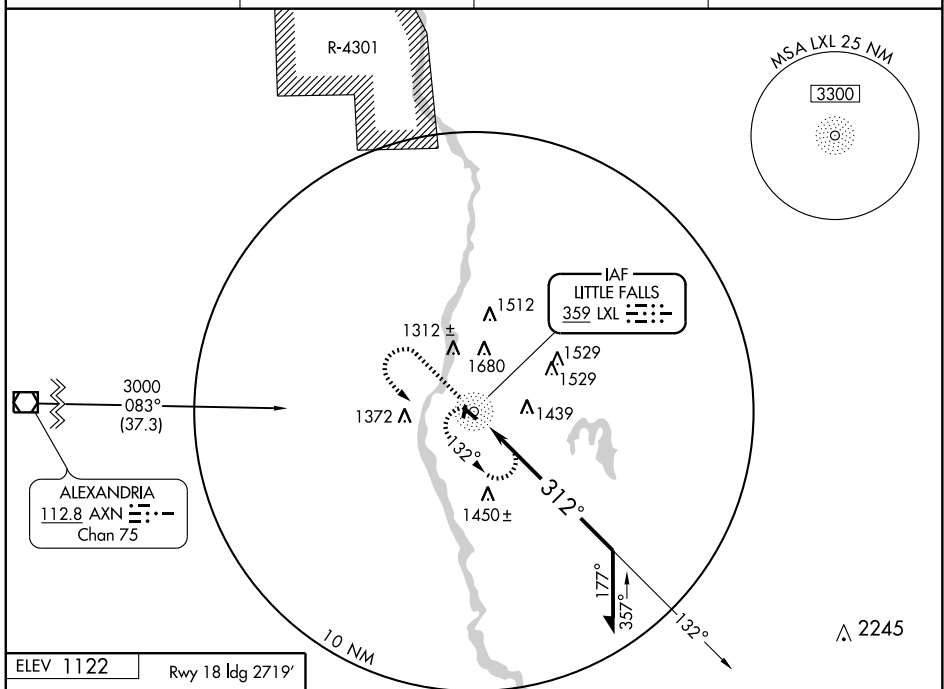 R-4301
MSA LXL 25 NM
3300
IAF
LITTLE FALLS
359 LXL
1512
1312 ±
1680
1529
1529
3000
083°
(37.3)
1372
1439
132°
ALEXANDRIA
112.8 AXN
Chan 75
1450 ±
312°
177°
357°
132°
2245
10 NM
ELEV 1122
Rwy 18 ldg 2719'